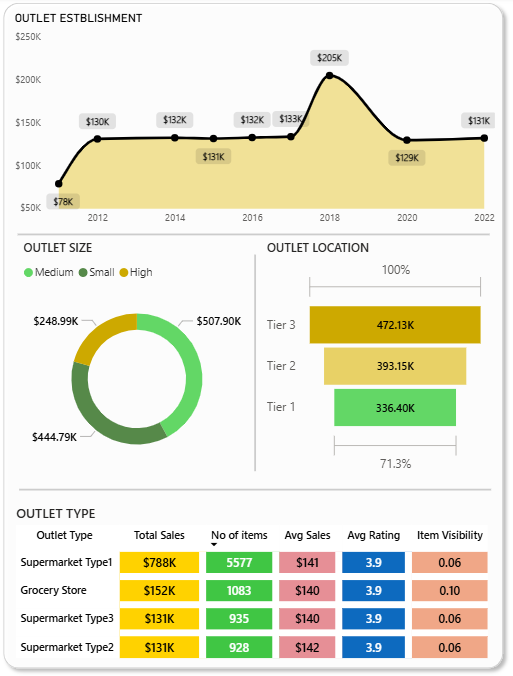 OUTLET ESTBLISHMENT
$250K
$200K
$150K
$100K
$50K
$78K
$130K
$132K
$131K
$132K
$133K
$205K
$129K
$131K
2012 2014 2016 2018 2020 2022
OUTLET SIZE
Medium Small High
$248.99K
$507.90K
$444.79K
OUTLET LOCATION
100%
Tier 3 472.13K
Tier 2 393.15K
Tier 1 336.40K
71.3%
OUTLET TYPE
Outlet Type Total Sales No of items Avg Sales Avg Rating Item Visibility
Supermarket Type1 $788K 5577 $141 3.9 0.06
Grocery Store $152K 1083 $140 3.9 0.10
Supermarket Type3 $131K 935 $140 3.9 0.06
Supermarket Type2 $131K 928 $142 3.9 0.06